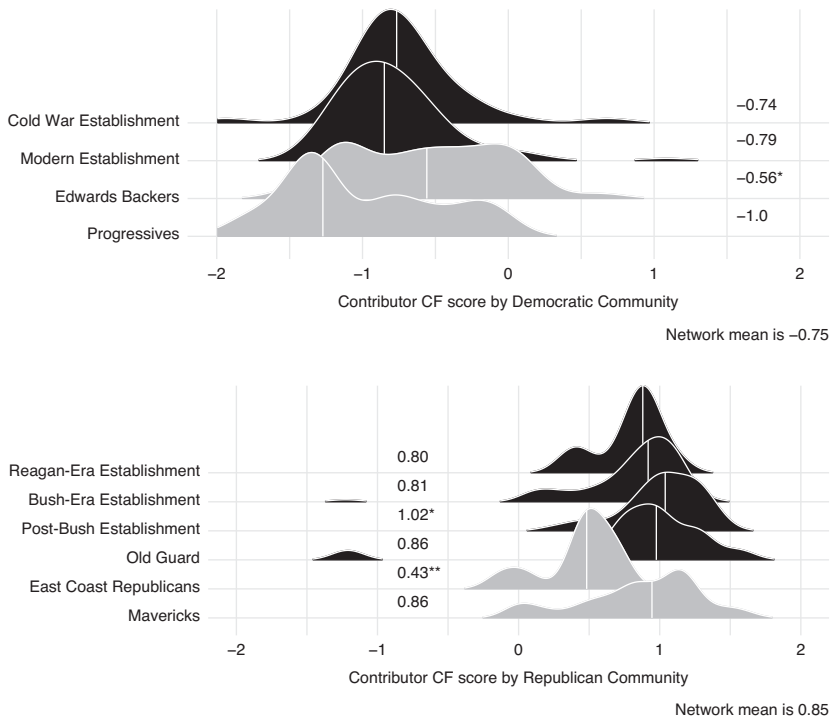 −0.74
Cold War Establishment
−0.79
Modern Establishment
−0.56*
Edwards Backers
−1.0
Progressives
−2 −1 0 1 2
Contributor CF score by Democratic Community
Network mean is −0.75
0.80
Reagan-Era Establishment
0.81
Bush-Era Establishment
1.02*
Post-Bush Establishment
0.86
Old Guard
0.43**
East Coast Republicans
0.86
Mavericks
−2 −1 0 1 2
Contributor CF score by Republican Community
Network mean is 0.85